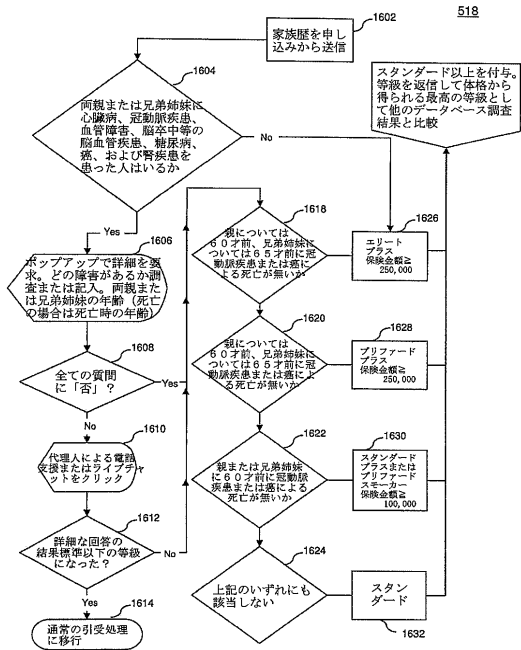 518
1602
家族歴を申し
込みから送信
スタンダード以上を付与。
等級を返信して体格から
得られる最高の等級とし
て他のデータベース調査
結果と比較
1604
両親または兄弟姉妹に
心臓病、冠動脈疾患、
血管障害、脳卒中等の
脳血管疾患、糖尿病、
癌、および腎疾患を
患った人はいるか
No
Yes
1606
ポップアップで詳細を要
求。どの障害があるか調
査または記入。両親また
は兄弟姉妹の年齢（死亡
の場合は死亡時の年齢）
1608
全ての質問
に「否」？
Yes
No
1610
代理人による電話
支援またはライブチャ
ットをクリック
1612
詳細な回答の
結果標準以下の等級
になった？
No
Yes
1614
通常の引受処理
に移行
1618
親については
60才前、兄弟姉妹に
ついては65才前に冠
動脈疾患または癌によ
る死亡が無いか
1626
エリート
プラス
保険金額≧
250,000
1620
親については
60才前、兄弟姉妹に
ついては65才前に冠
動脈疾患または癌によ
る死亡が無いか
1628
プリファード
プラス
保険金額≧
250,000
1622
親または兄弟姉妹
に60才前に冠動脈
疾患または癌による
死亡が無いか
1630
スタンダード
プラスまたは
プリファード
スモーカー
保険金額≧
100,000
1624
上記のいずれにも
該当しない
スタン
ダード
1632